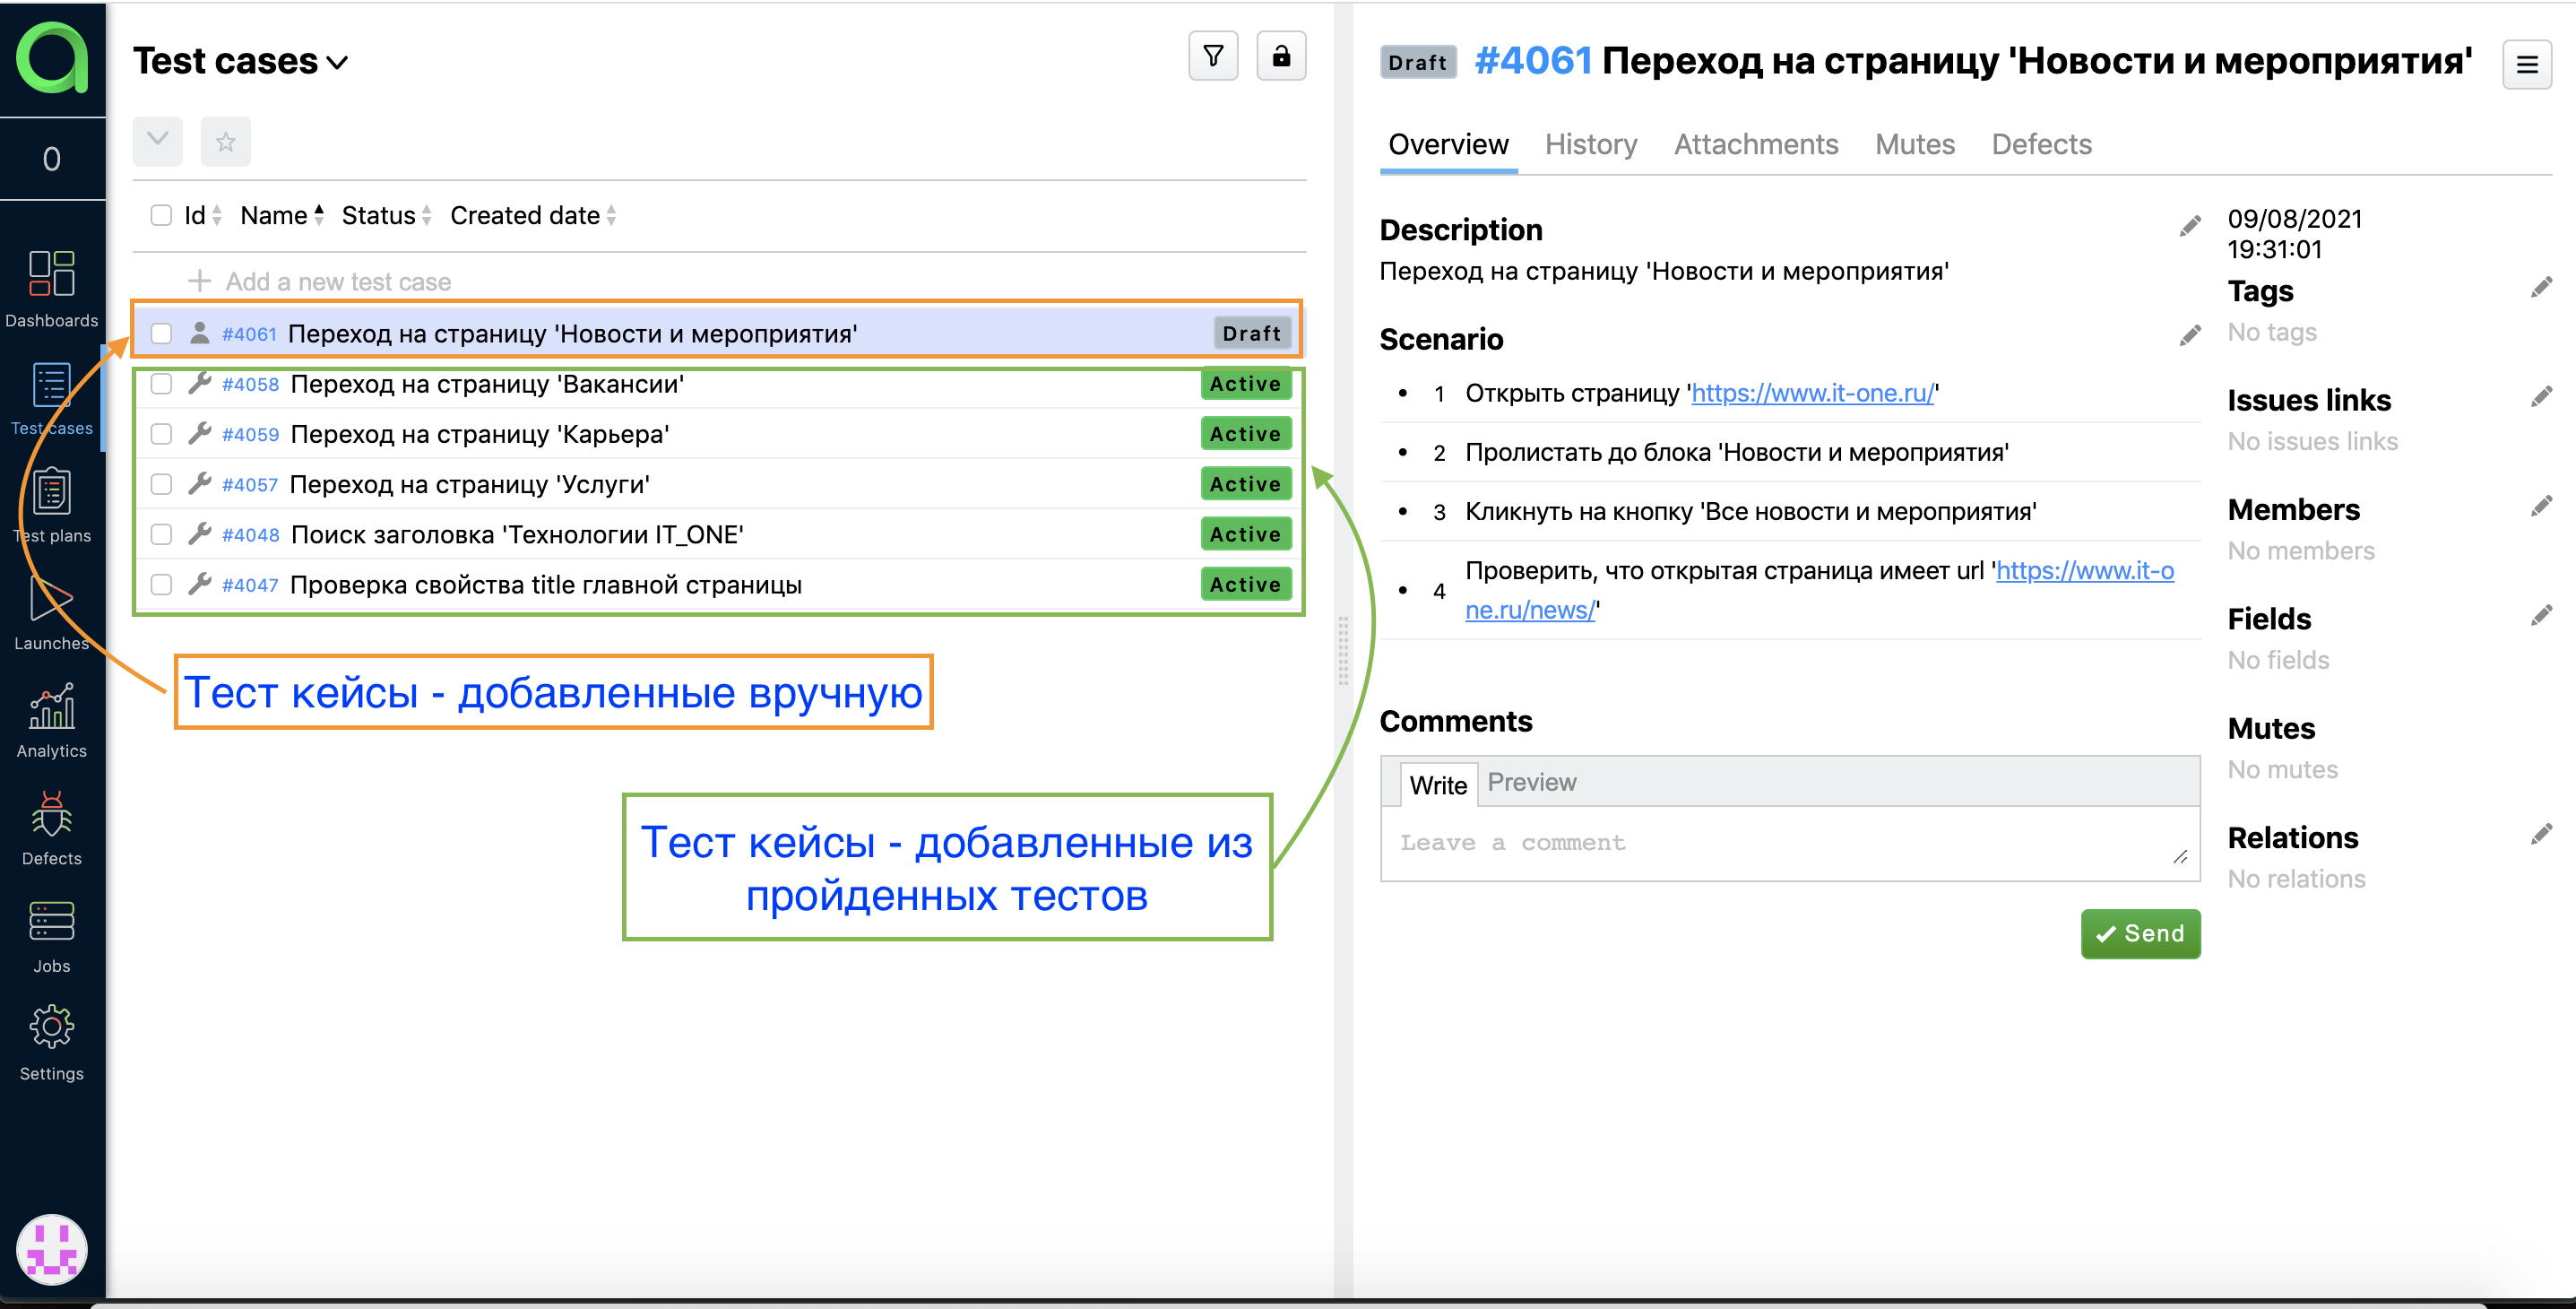 0
Dashboards
Test cases
Test plans
Launches
Analytics
Defects
Jobs
Settings
Test cases
Id Name Status Created date
Add a new test case
#4061 Переход на страницу 'Новости и мероприятия' Draft
#4058 Переход на страницу 'Вакансии' Active
#4059 Переход на страницу 'Карьера' Active
#4057 Переход на страницу 'Услуги' Active
#4048 Поиск заголовка 'Технологии IT_ONE' Active
#4047 Проверка свойства title главной страницы Active
Тест кейсы - добавленные вручную
Тест кейсы - добавленные из
пройденных тестов
Draft #4061 Переход на страницу 'Новости и мероприятия'
Overview History Attachments Mutes Defects
Description
Переход на страницу 'Новости и мероприятия'
Scenario
• 1 Открыть страницу 'https://www.it-one.ru/'
• 2 Пролистать до блока 'Новости и мероприятия'
• 3 Кликнуть на кнопку 'Все новости и мероприятия'
• 4 Проверить, что открытая страница имеет url 'https://www.it-o
ne.ru/news/'
Comments
Write Preview
Leave a comment
Send
09/08/2021
19:31:01
Tags
No tags
Issues links
No issues links
Members
No members
Fields
No fields
Mutes
No mutes
Relations
No relations